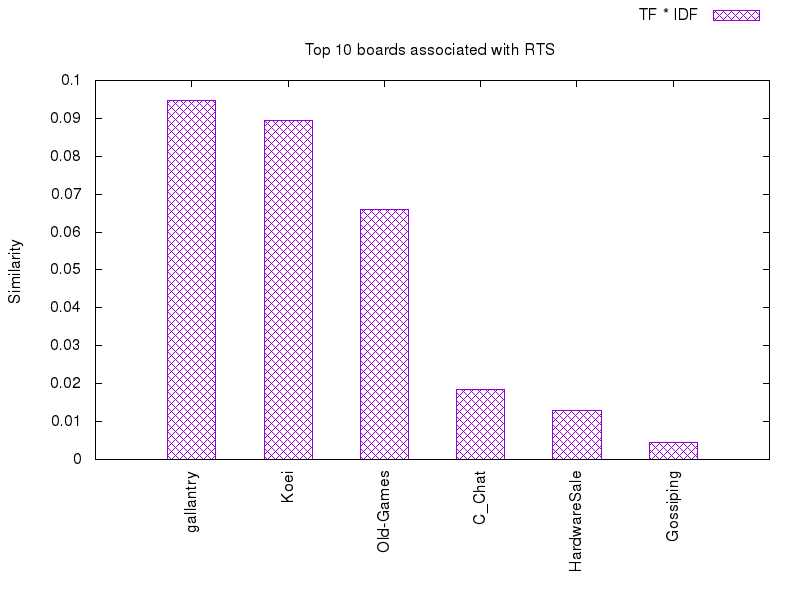 TF * IDF
Top 10 boards associated with RTS
0.1
0.09
0.08
0.07
0.06
0.05
0.04
0.03
0.02
0.01
0
Similarity
gallantry
Koei
Old-Games
C_Chat
HardwareSale
Gossiping